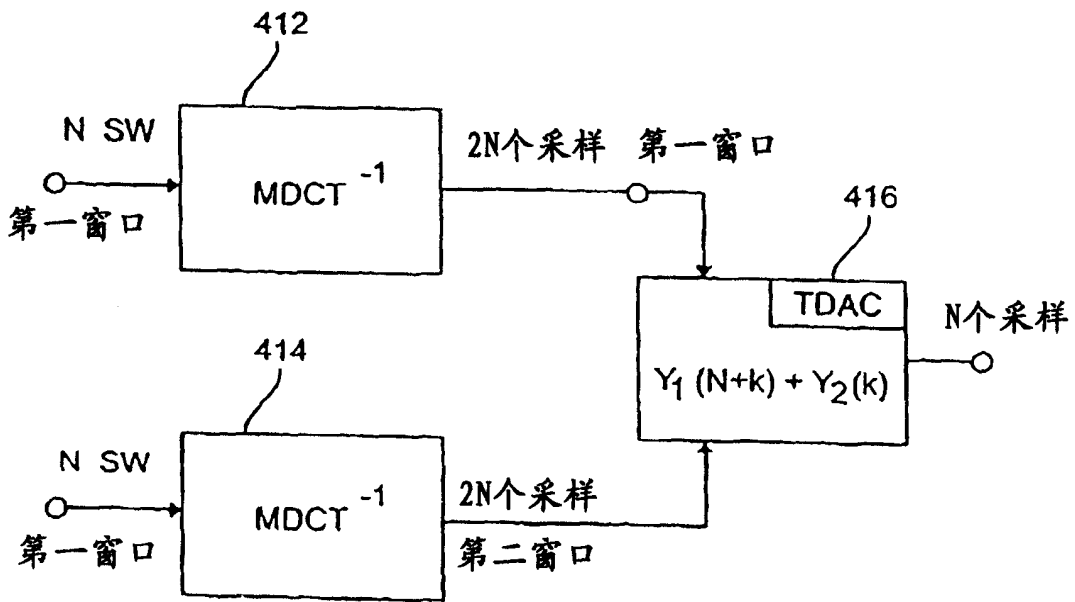 412
N SW
第一窗口
MDCT⁻¹
2N个采样 第一窗口
416
TDAC
Y₁ (N+k) + Y₂(k)
N个采样
414
N SW
第一窗口
MDCT⁻¹
2N个采样
第二窗口